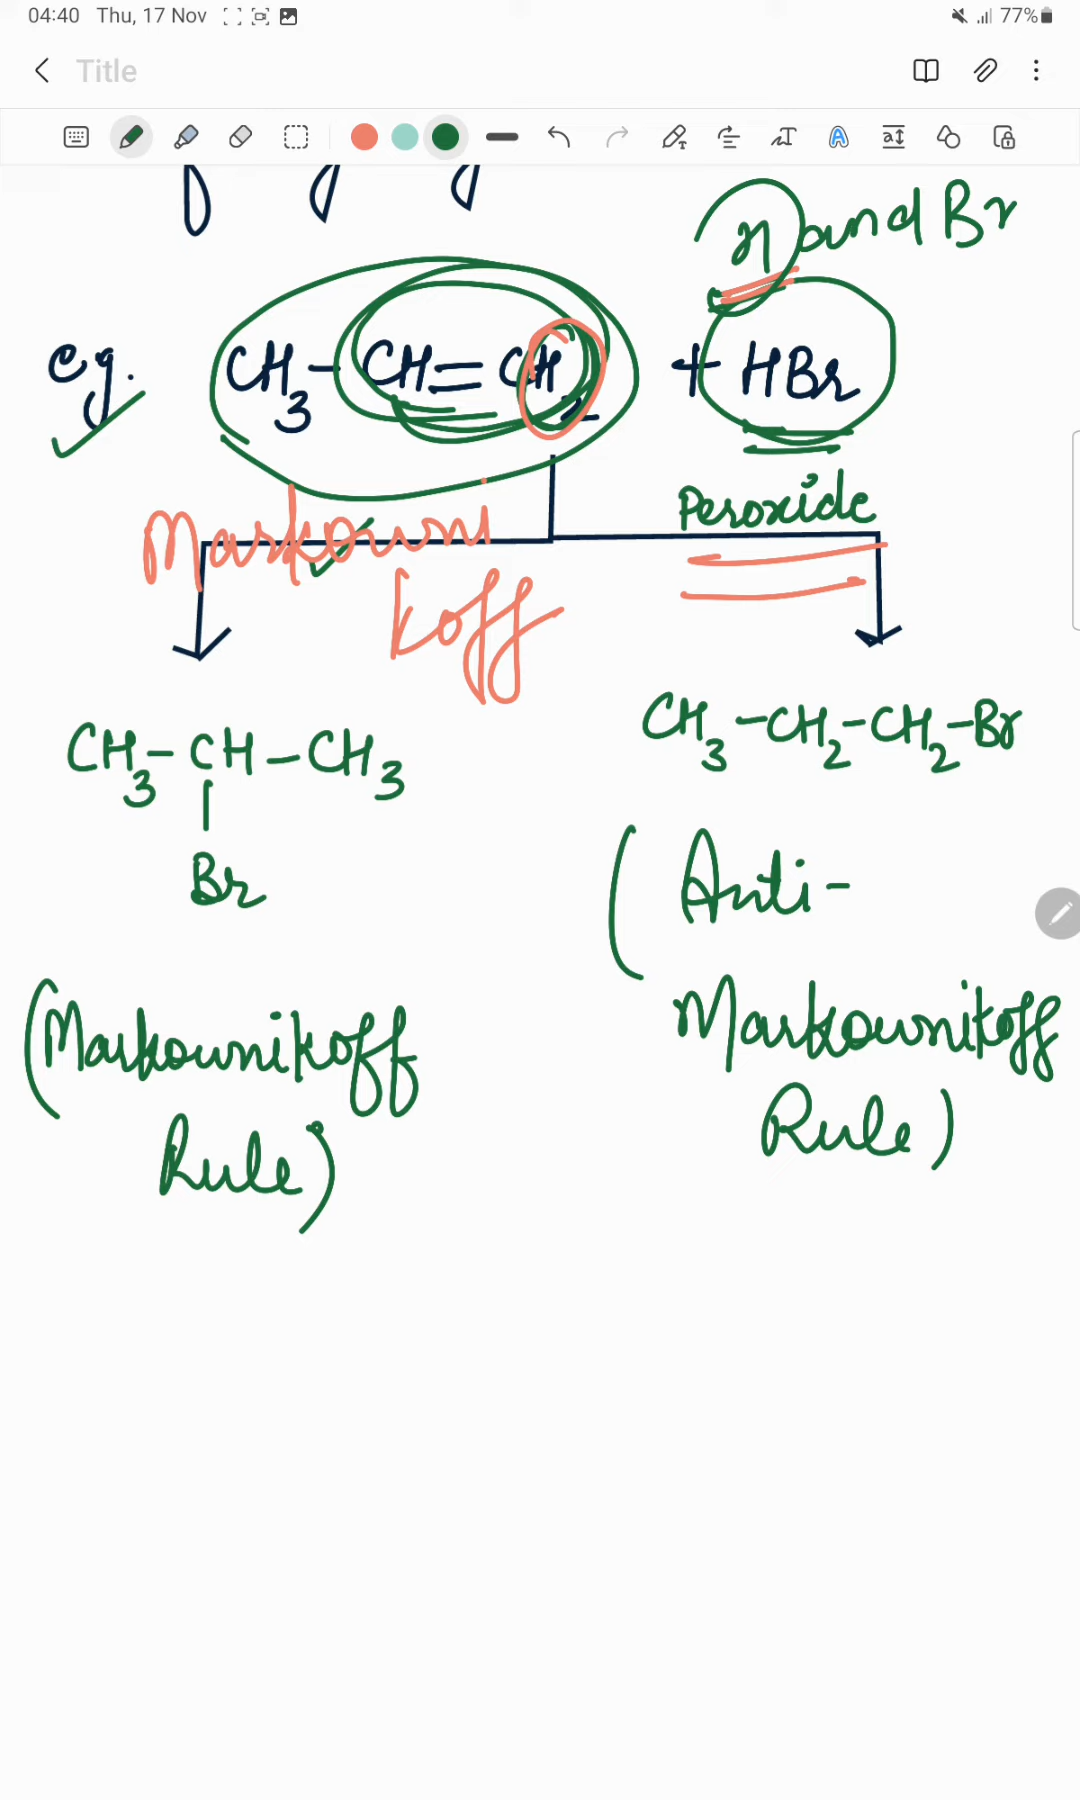 04:40 Thu, 17 Nov 77%
Title
H and Br
e.g. CH3-CH=CH2 + HBr
Peroxide
Markowni
koff
CH3-CH-CH3
CH3-CH2-CH2-Br
Br
(Anti-
(Markownikoff
Rule)
Markownikoff
Rule)